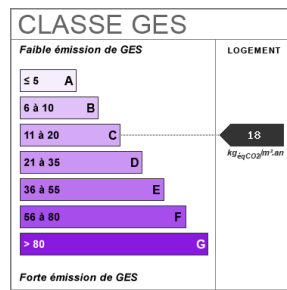 CLASSE GES
Faible émission de GES
LOGEMENT
≤ 5 A
6 à 10 B
11 à 20 C
18
kgéqCO2/m².an
21 à 35 D
36 à 55 E
56 à 80 F
> 80 G
Forte émission de GES